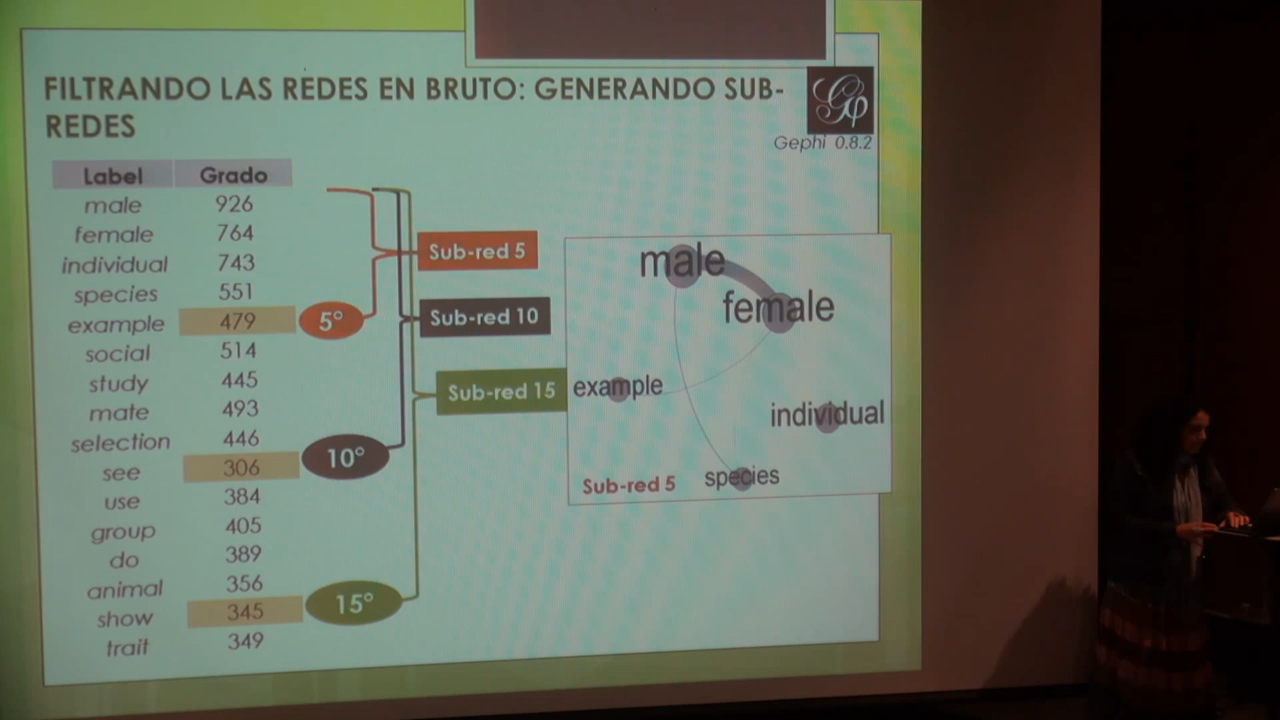 FILTRANDO LAS REDES EN BRUTO: GENERANDO SUB-
REDES
Gephi 0.8.2
Label Grado
male 926
female 764
individual 743
species 551
example 479
social 514
study 445
mate 493
selection 446
see 306
use 384
group 405
do 389
animal 356
show 345
trait 349
5°
10°
15°
Sub-red 5
Sub-red 10
Sub-red 15
male
female
example
individual
species
Sub-red 5